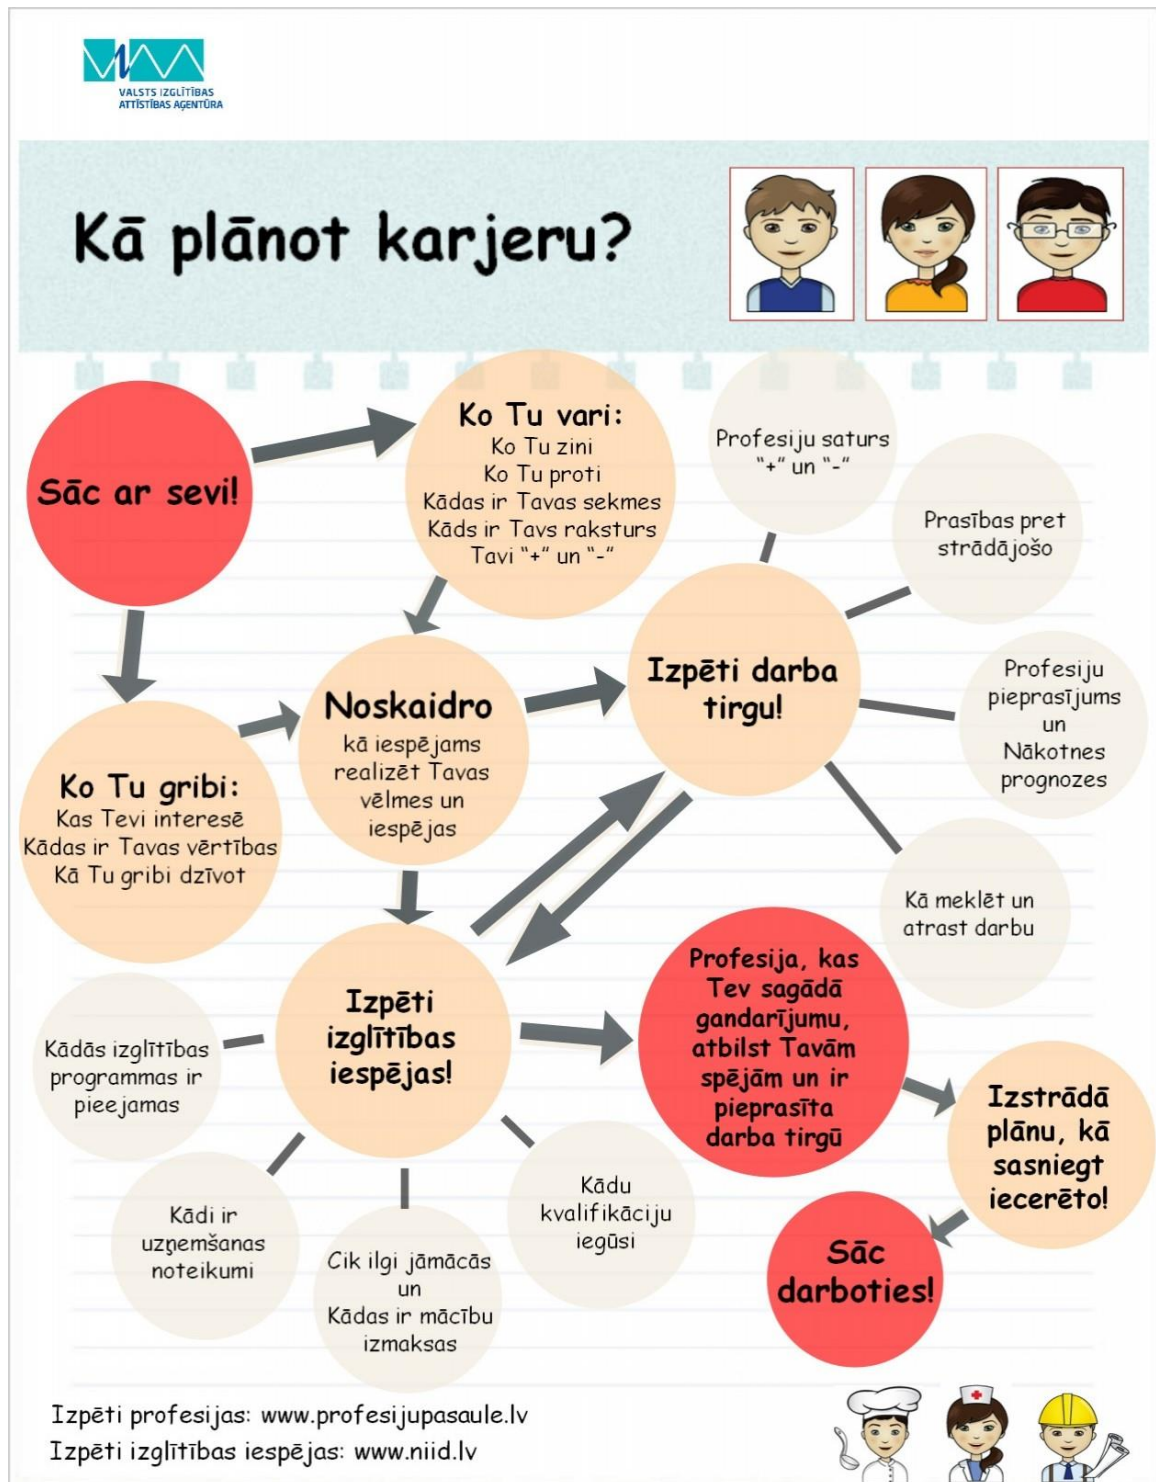 VALSTS IZGLĪTĪBAS
ATTĪSTĪBAS AĢENTŪRA
Kā plānot karjeru?
Sāc ar sevi!
Ko Tu vari:
Ko Tu zini
Ko Tu proti
Kādas ir Tavas sekmes
Kāds ir Tavs raksturs
Tavi “+” un “-”
Profesiju saturs
“+” un “-”
Prasības pret
strādājošo
Izpēti darba
tirgu!
Profesiju
pieprasījums
un
Nākotnes
prognozes
Noskaidro
kā iespējams
realizēt Tavas
vēlmes un
iespējas
Ko Tu gribi:
Kas Tevi interesē
Kādas ir Tavas vērtības
Kā Tu gribi dzīvot
Kā meklēt un
atrast darbu
Izpēti
izglītības
iespējas!
Profesija, kas
Tev sagādā
gandarījumu,
atbilst Tavām
spējām un ir
pieprasīta
darba tirgū
Kādās izglītības
programmas ir
pieejamas
Izstrādā
plānu, kā
sasniegt
iecerēto!
Kādi ir
uzņemšanas
noteikumi
Cik ilgi jāmācās
un
Kādas ir mācību
izmaksas
Kādu
kvalifikāciju
iegūsi
Sāc
darboties!
Izpēti profesijas: www.profesijupasaule.lv
Izpēti izglītības iespējas: www.niid.lv